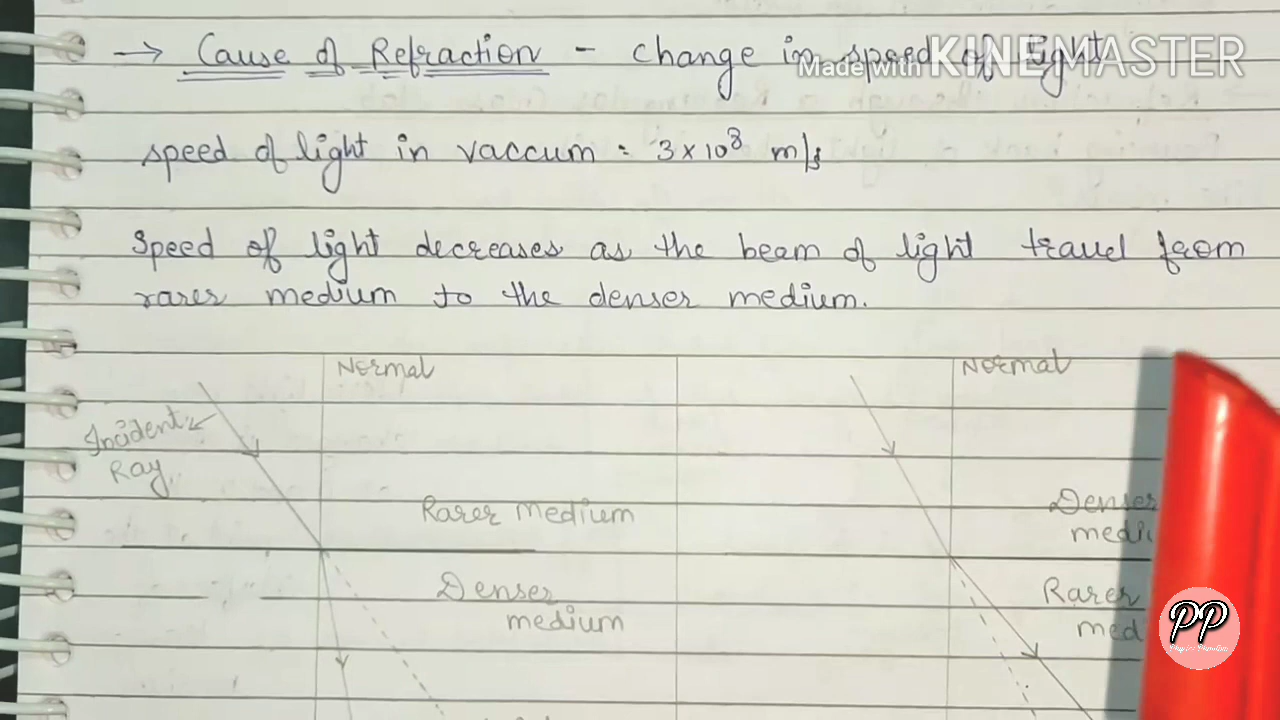 → Cause of Refraction - change in speed of light
Made with KINEMASTER
speed of light in vaccum = 3×10⁸ m/s
Speed of light decreases as the beam of light travel from
rarer medium to the denser medium.
Normal
Normal
Incident
Ray
Rarer medium
Denser
medium
Denser
Rarer
med
PP